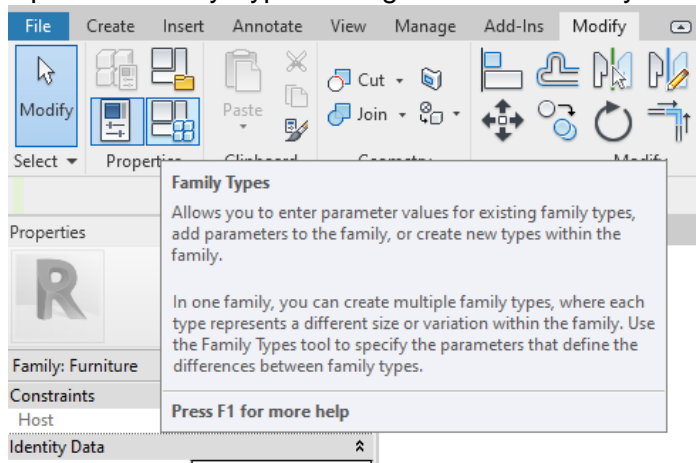 File Create Insert Annotate View Manage Add-Ins Modify
Cut
Modify Paste Join
Select Properties Clipboard Geometry Modify
Family Types
Allows you to enter parameter values for existing family types,
add parameters to the family, or create new types within the
family.
In one family, you can create multiple family types, where each
type represents a different size or variation within the family. Use
the Family Types tool to specify the parameters that define the
differences between family types.
Press F1 for more help
Properties
R
Family: Furniture
Constraints
Host
Identity Data